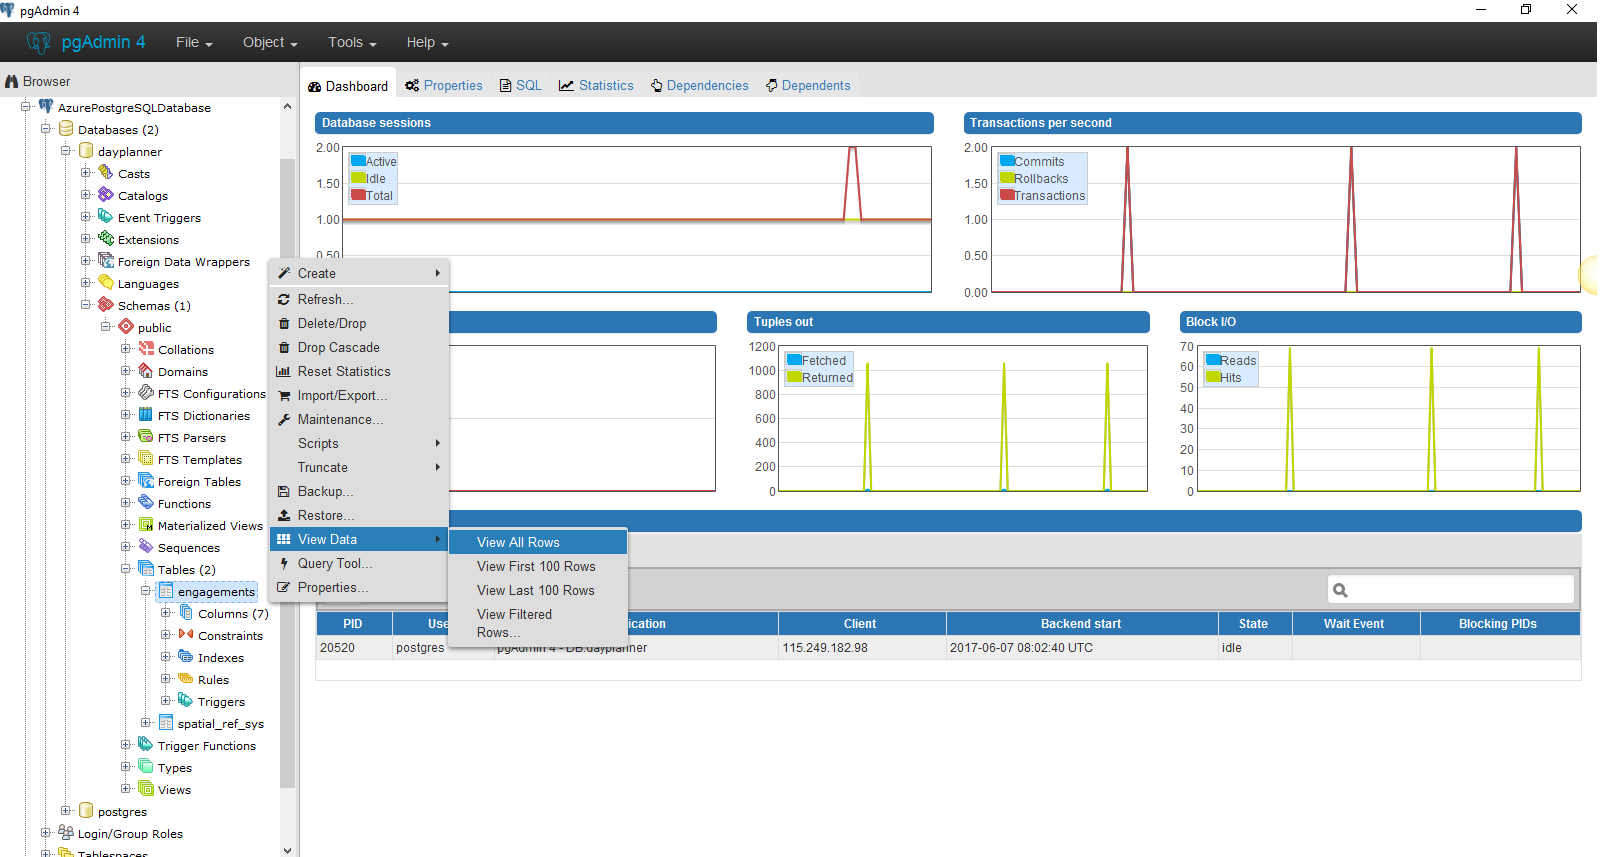 pgAdmin 4
pgAdmin 4 File Object Tools Help
Browser
AzurePostgreSQLDatabase
Databases (2)
dayplanner
Casts
Catalogs
Event Triggers
Extensions
Foreign Data Wrappers
Languages
Schemas (1)
public
Collations
Domains
FTS Configurations
FTS Dictionaries
FTS Parsers
FTS Templates
Foreign Tables
Functions
Materialized Views
Sequences
Tables (2)
engagements
Columns (7)
Constraints
Indexes
Rules
Triggers
spatial_ref_sys
Trigger Functions
Types
Views
postgres
Login/Group Roles
Tablespaces
Dashboard Properties SQL Statistics Dependencies Dependents
Database sessions
2.00
1.50
1.00
0.50
Active
Idle
Total
Transactions per second
2.00
1.50
1.00
0.50
0.00
Commits
Rollbacks
Transactions
Create
Refresh...
Delete/Drop
Drop Cascade
Reset Statistics
Import/Export...
Maintenance...
Scripts
Truncate
Backup...
Restore...
View Data
Query Tool...
Properties...
View All Rows
View First 100 Rows
View Last 100 Rows
View Filtered
Rows...
Tuples out
1200
1000
800
600
400
200
0
Fetched
Returned
Block I/O
70
60
50
40
30
20
10
0
Reads
Hits
PID Use ication Client Backend start State Wait Event Blocking PIDs
20520 postgres pgAdmin 4 - DB:dayplanner 115.249.182.98 2017-06-07 08:02:40 UTC idle